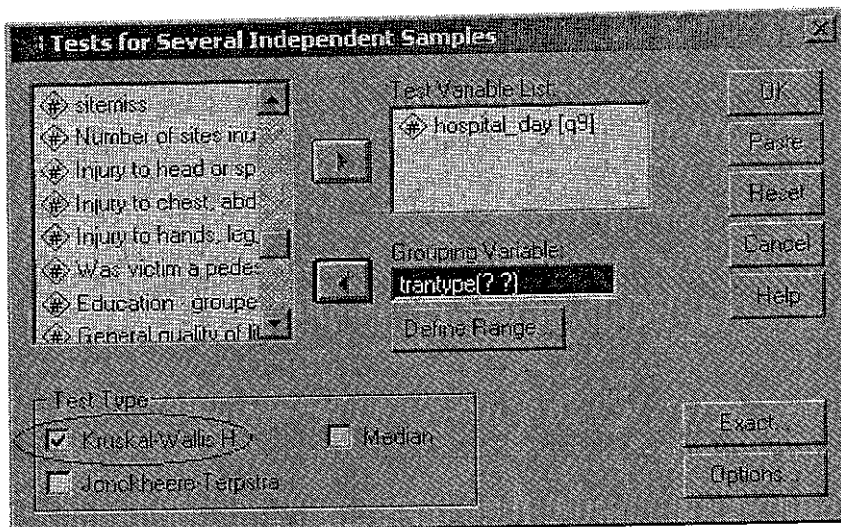 Tests for Several Independent Samples
sitemiss
Number of sites inu
Injury to head or sp
Injury to chest, abd
Injury to hands, leg
Was victim a pedes
Education - groupe
General quality of lif
Test Variable List:
hospital_day [q9]
Grouping Variable:
trantype(? ?)
Define Range...
OK
Paste
Reset
Cancel
Help
Test Type
Kruskal-Wallis H
Median
Jonckheere-Terpstra
Exact...
Options...